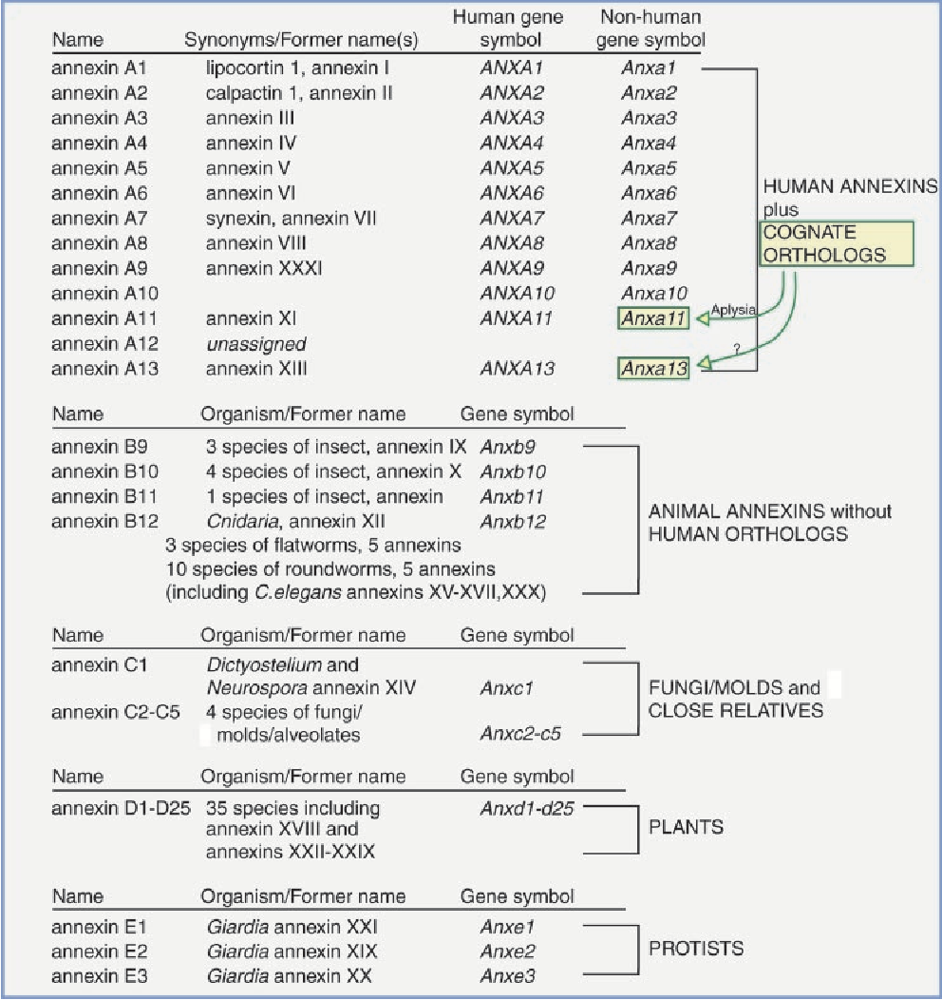 Human gene Non-human
Name Synonyms/Former name(s) symbol gene symbol
annexin A1 lipocortin 1, annexin I ANXA1 Anxa1
annexin A2 calpactin 1, annexin II ANXA2 Anxa2
annexin A3 annexin III ANXA3 Anxa3
annexin A4 annexin IV ANXA4 Anxa4
annexin A5 annexin V ANXA5 Anxa5
annexin A6 annexin VI ANXA6 Anxa6
annexin A7 synexin, annexin VII ANXA7 Anxa7
annexin A8 annexin VIII ANXA8 Anxa8
annexin A9 annexin XXXI ANXA9 Anxa9
annexin A10 ANXA10 Anxa10
annexin A11 annexin XI ANXA11 Anxa11
annexin A12 unassigned
annexin A13 annexin XIII ANXA13 Anxa13
HUMAN ANNEXINS
plus
COGNATE
ORTHOLOGS
Aplysia
?
Name Organism/Former name Gene symbol
annexin B9 3 species of insect, annexin IX Anxb9
annexin B10 4 species of insect, annexin X Anxb10
annexin B11 1 species of insect, annexin Anxb11
annexin B12 Cnidaria, annexin XII Anxb12
3 species of flatworms, 5 annexins
10 species of roundworms, 5 annexins
(including C.elegans annexins XV-XVII,XXX)
ANIMAL ANNEXINS without
HUMAN ORTHOLOGS
Name Organism/Former name Gene symbol
annexin C1 Dictyostelium and
Neurospora annexin XIV Anxc1
annexin C2-C5 4 species of fungi/
molds/alveolates Anxc2-c5
FUNGI/MOLDS and
CLOSE RELATIVES
Name Organism/Former name Gene symbol
annexin D1-D25 35 species including Anxd1-d25
annexin XVIII and
annexins XXII-XXIX
PLANTS
Name Organism/Former name Gene symbol
annexin E1 Giardia annexin XXI Anxe1
annexin E2 Giardia annexin XIX Anxe2
annexin E3 Giardia annexin XX Anxe3
PROTISTS